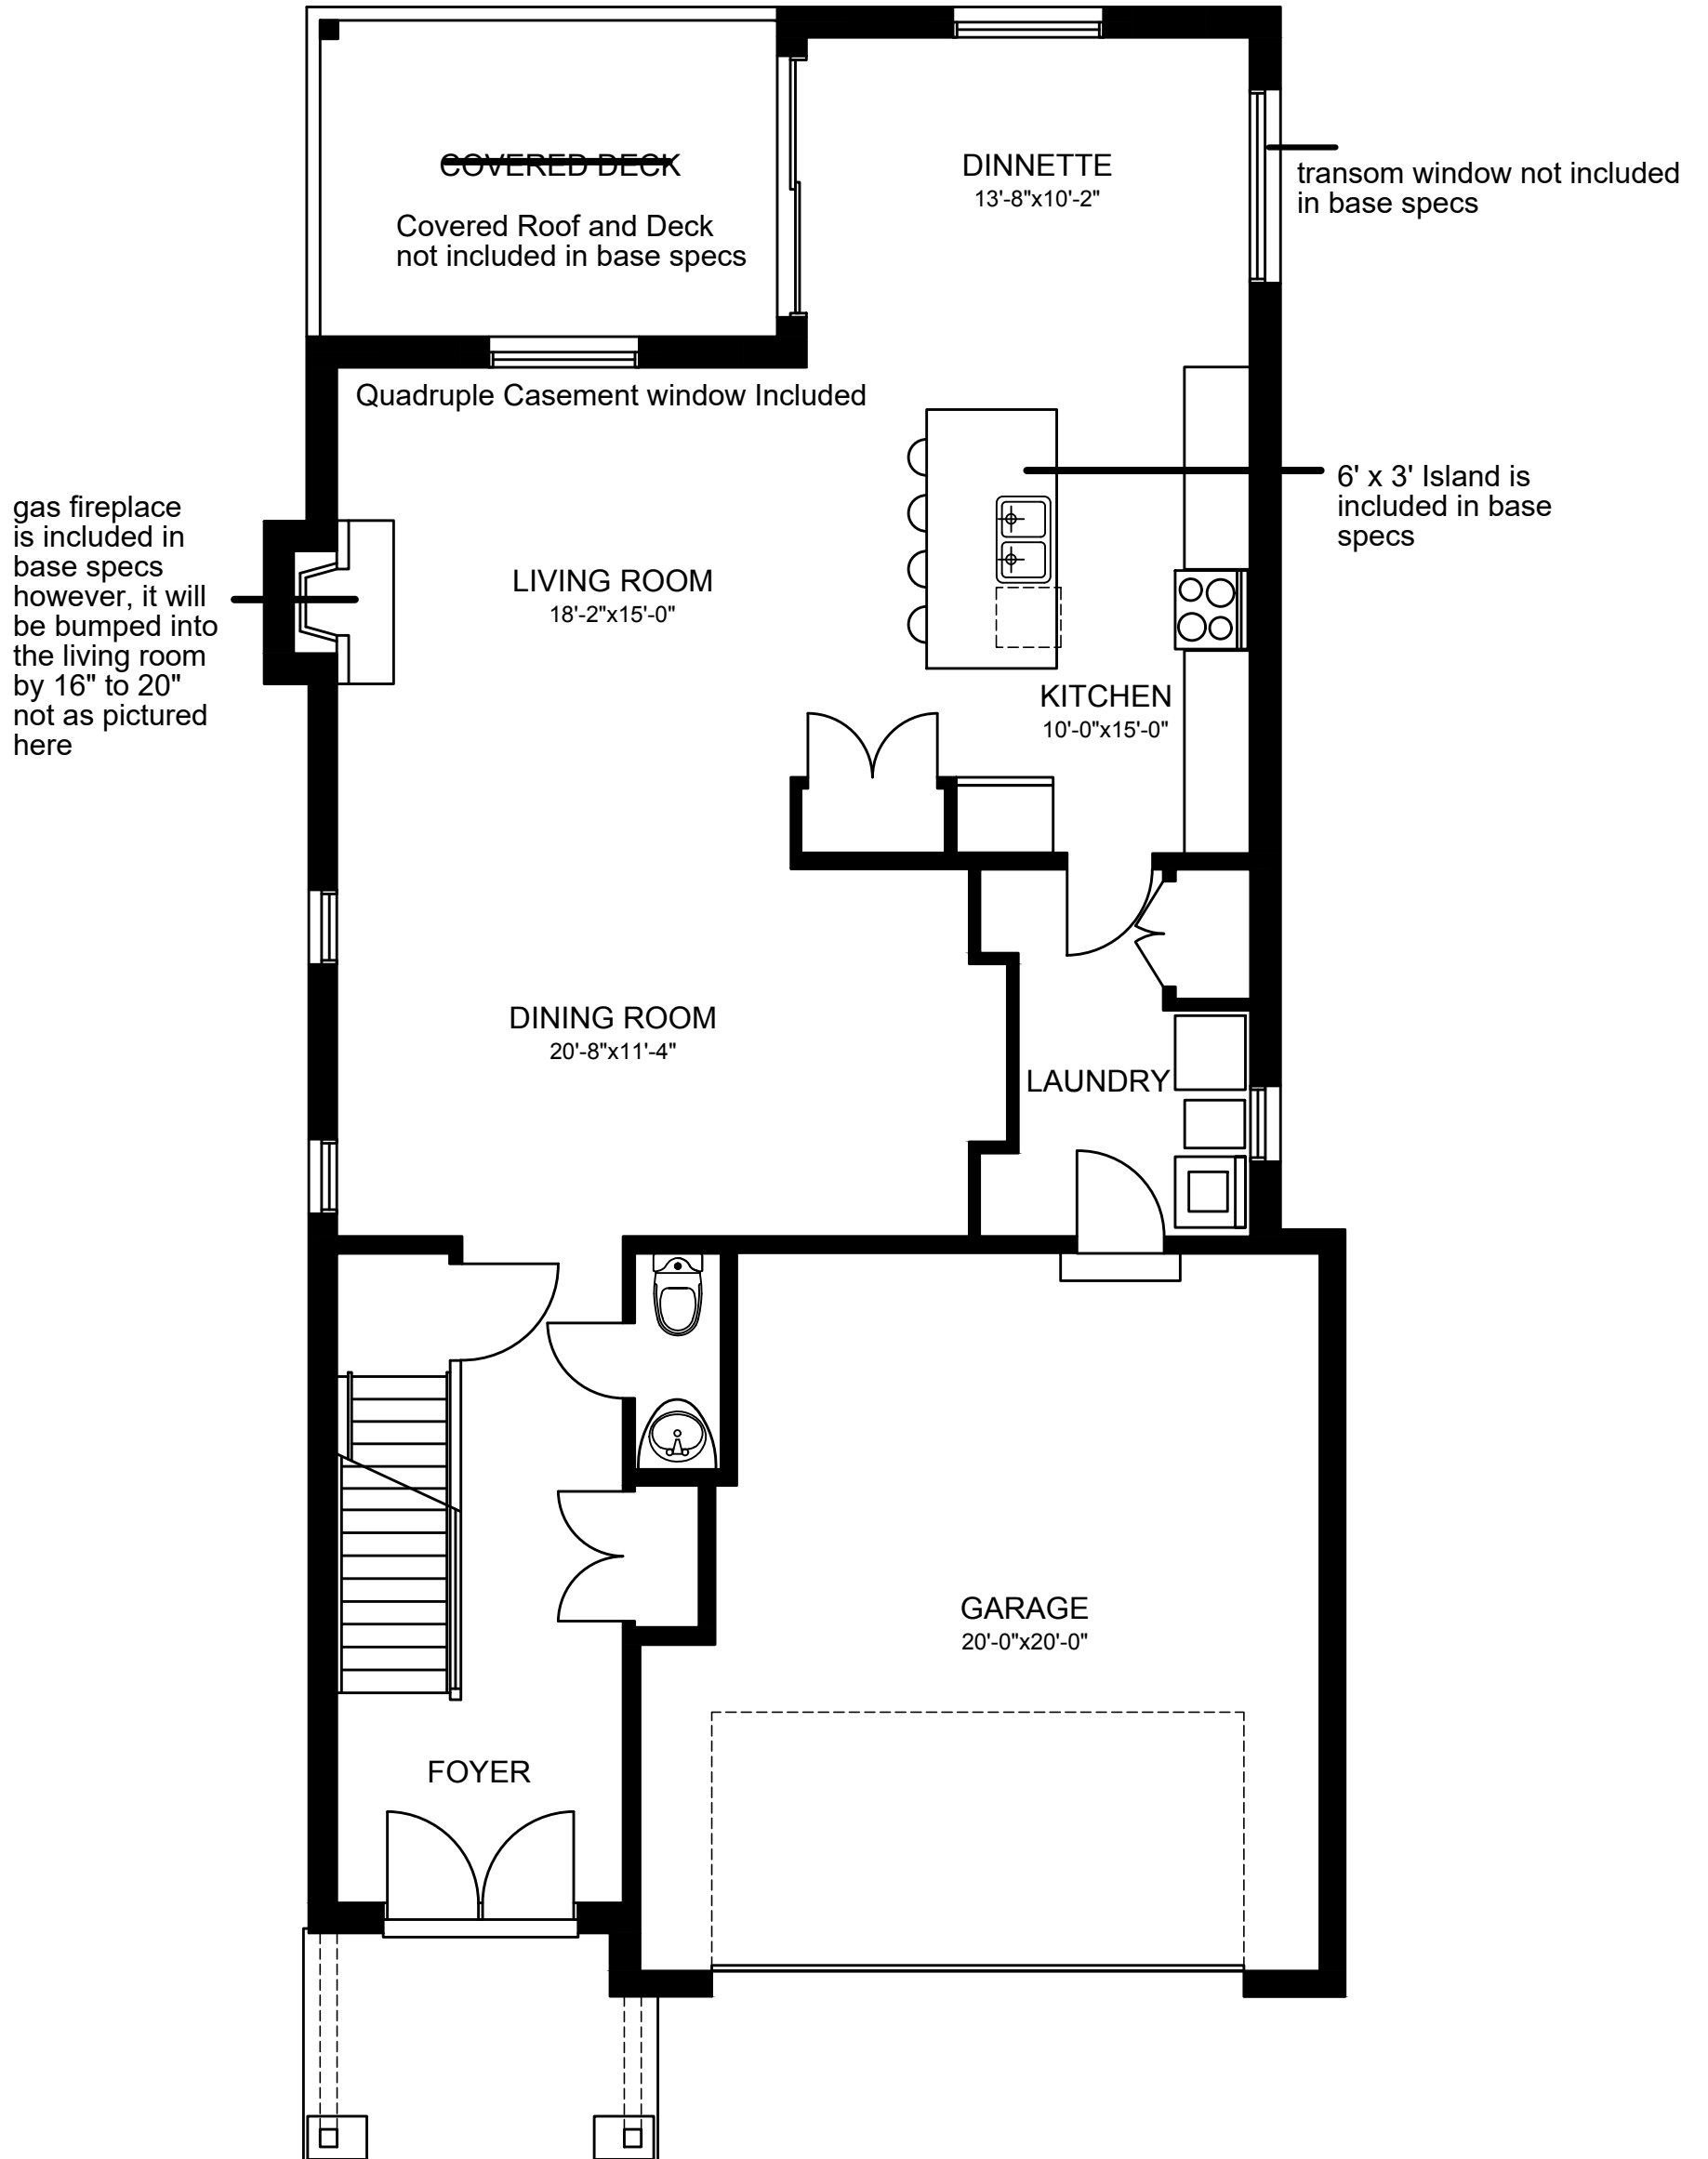 COVERED DECK
Covered Roof and Deck
not included in base specs
DINNETTE
13'-8"x10'-2"
transom window not included
in base specs
Quadruple Casement window Included
6' x 3' Island is
included in base
specs
gas fireplace
is included in
base specs
however, it will
be bumped into
the living room
by 16" to 20"
not as pictured
here
LIVING ROOM
18'-2"x15'-0"
KITCHEN
10'-0"x15'-0"
DINING ROOM
20'-8"x11'-4"
LAUNDRY
GARAGE
20'-0"x20'-0"
FOYER